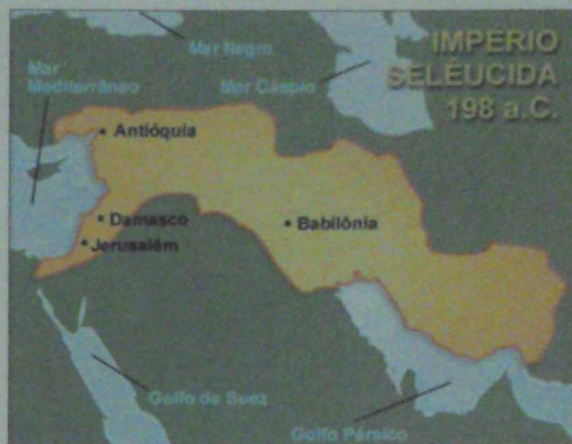 IMPÉRIO
SELÊUCIDA
198 a.C.
Mar Negro
Mar
Mediterrâneo
Mar Cáspio
Antióquia
Damasco
Jerusalém
Babilônia
Golfo de Suez
Golfo Pérsico